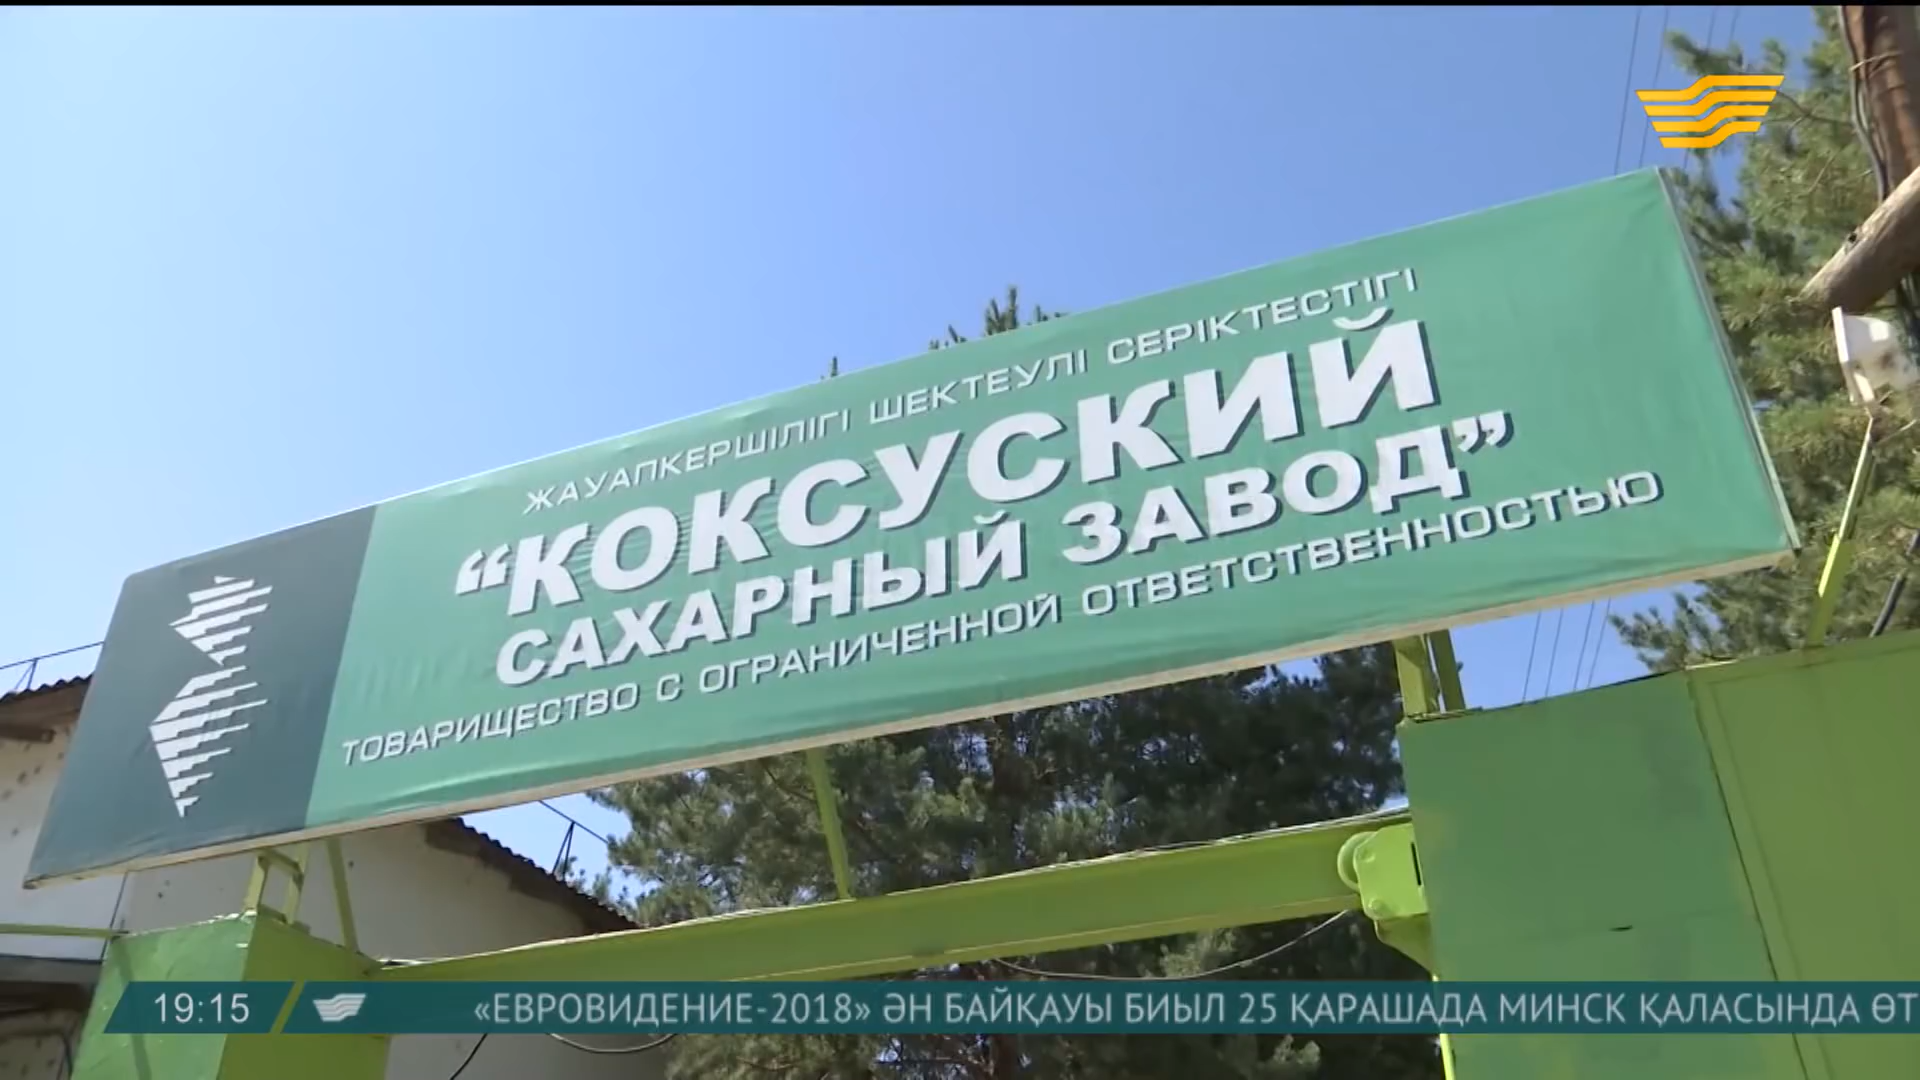 ЖАУАПКЕРШІЛІГІ ШЕКТЕУЛІ СЕРІКТЕСТІГІ
“КОКСУСКИЙ
САХАРНЫЙ ЗАВОД”
ТОВАРИЩЕСТВО С ОГРАНИЧЕННОЙ ОТВЕТСТВЕННОСТЬЮ
19:15 «ЕВРОВИДЕНИЕ-2018» ӘН БАЙҚАУЫ БИЫЛ 25 ҚАРАШАДА МИНСК ҚАЛАСЫНДА ӨТ